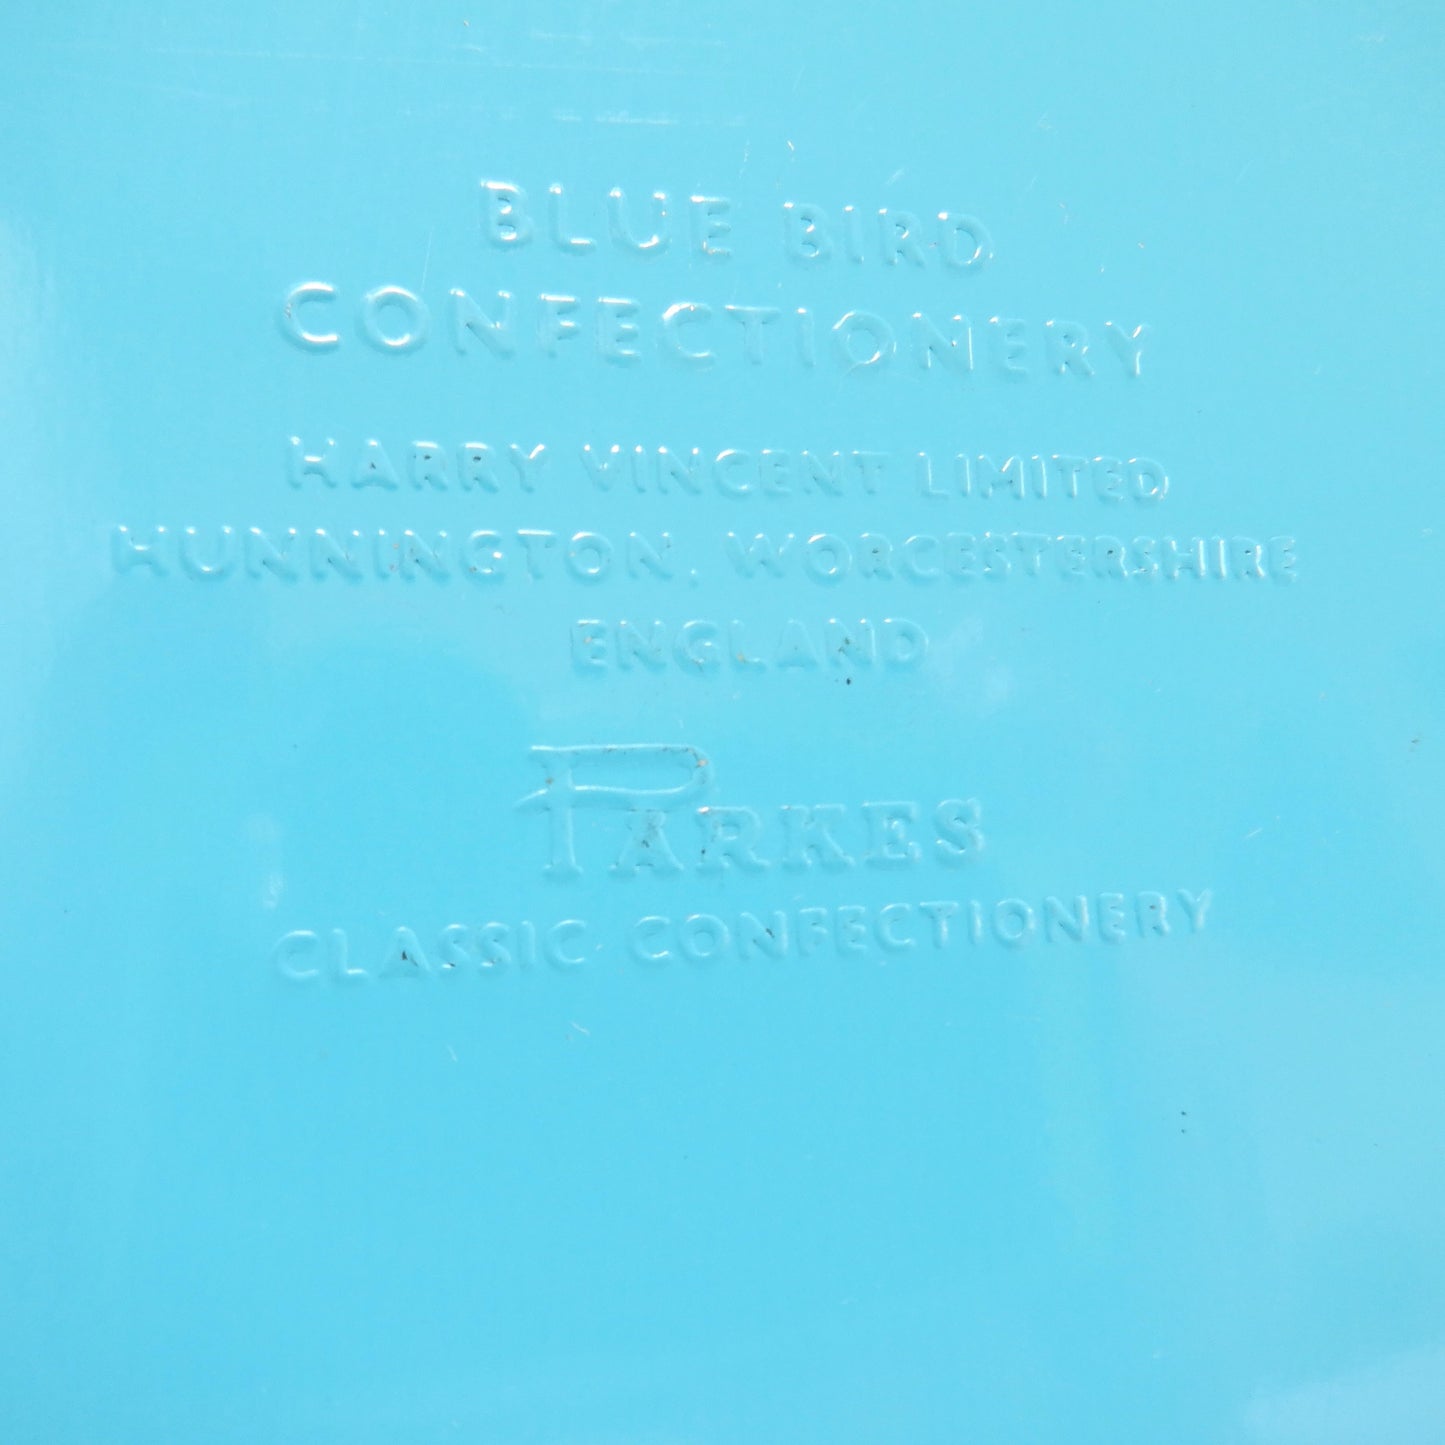 BLUE BIRD
CONFECTIONERY
HARRY VINCENT LIMITED
HUNNINGTON, WORCESTERSHIRE
ENGLAND
PARKES
CLASSIC CONFECTIONERY